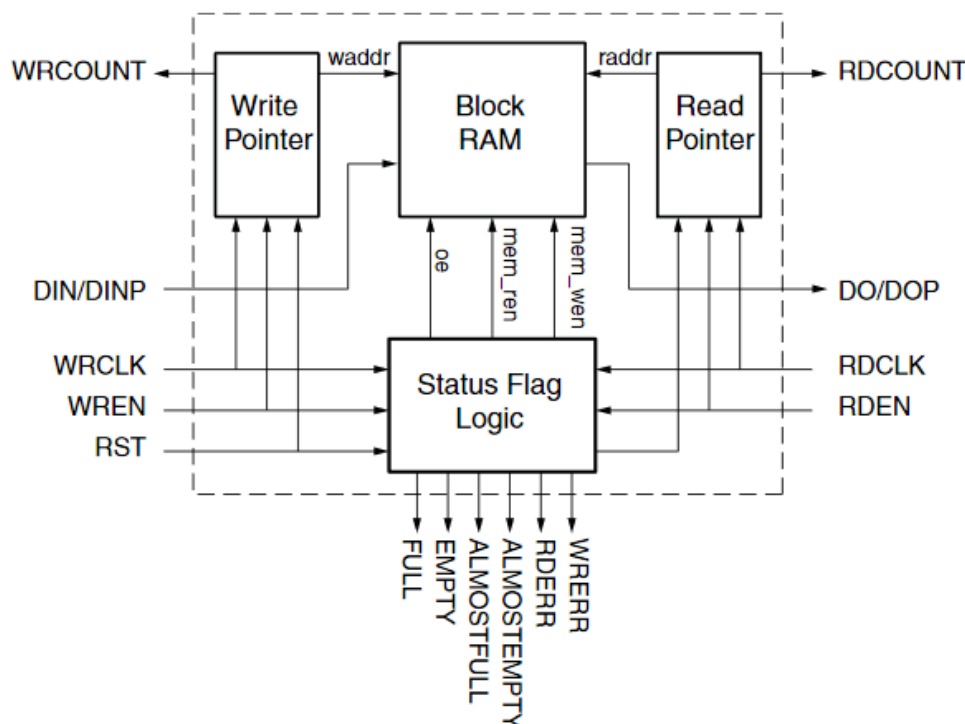 WRCOUNT
waddr
raddr
RDCOUNT
Write
Pointer
Block
RAM
Read
Pointer
oe
mem_ren
mem_wen
DIN/DINP
DO/DOP
WRCLK
RDCLK
Status Flag
Logic
WREN
RDEN
RST
FULL
EMPTY
ALMOSTFULL
ALMOSTEMPTY
RDERR
WRERR